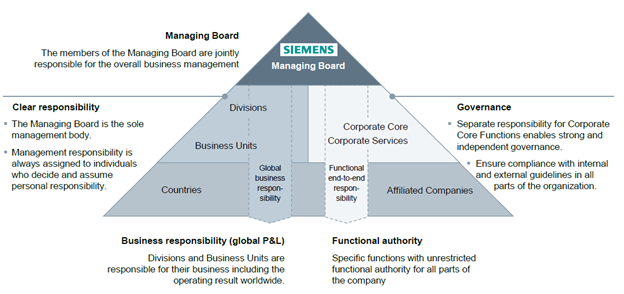 Managing Board
The members of the Managing Board are jointly
responsible for the overall business management
SIEMENS
Managing Board
Clear responsibility
• The Managing Board is the sole
management body.
• Management responsibility is
always assigned to individuals
who decide and assume
personal responsibility.
Divisions
Business Units
Corporate Core
Corporate Services
Governance
• Separate responsibility for Corporate
Core Functions enables strong and
independent governance.
• Ensure compliance with internal
and external guidelines in all
parts of the organization.
Countries
Global
business
respon-
sibility
Functional
end-to-end
respon-
sibility
Affiliated Companies
Business responsibility (global P&L)
Divisions and Business Units are
responsible for their business including the
operating result worldwide.
Functional authority
Specific functions with unrestricted
functional authority for all parts of
the company